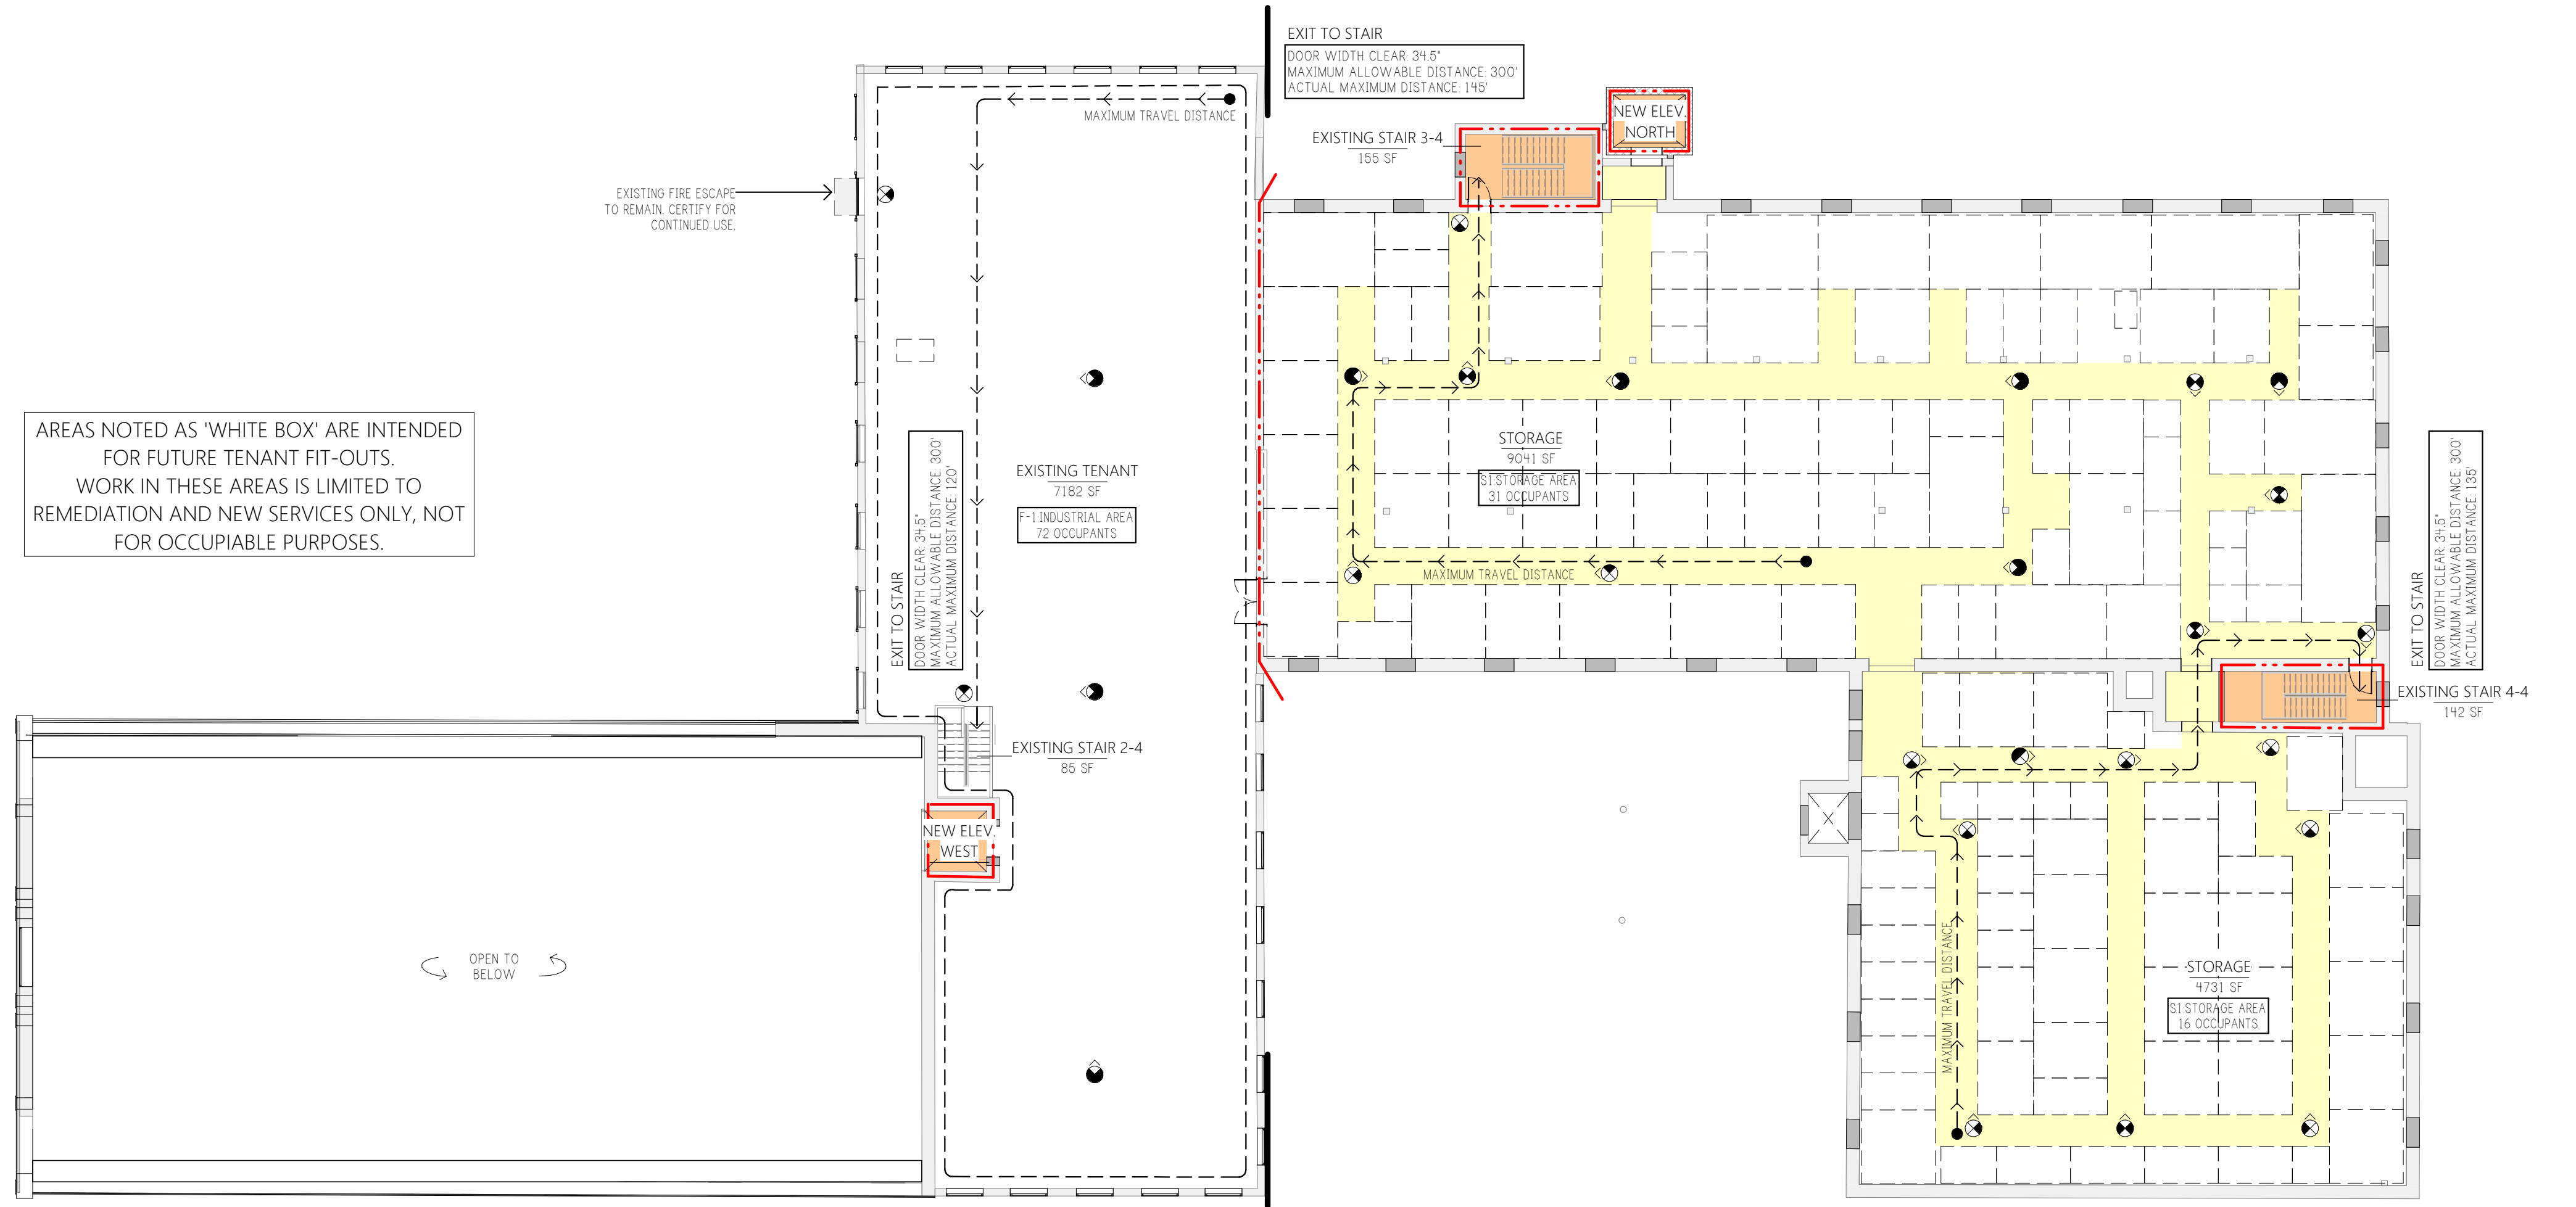 EXIT TO STAIR
DOOR WIDTH CLEAR: 34.5"
MAXIMUM ALLOWABLE DISTANCE: 300'
ACTUAL MAXIMUM DISTANCE: 145'
NEW ELEV.
NORTH
EXISTING STAIR 3-4
155 SF
MAXIMUM TRAVEL DISTANCE
EXISTING FIRE ESCAPE
TO REMAIN. CERTIFY FOR
CONTINUED USE.
AREAS NOTED AS 'WHITE BOX' ARE INTENDED
FOR FUTURE TENANT FIT-OUTS.
WORK IN THESE AREAS IS LIMITED TO
REMEDIATION AND NEW SERVICES ONLY, NOT
FOR OCCUPIABLE PURPOSES.
EXIT TO STAIR
DOOR WIDTH CLEAR: 34.5"
MAXIMUM ALLOWABLE DISTANCE: 300'
ACTUAL MAXIMUM DISTANCE: 120'
EXISTING TENANT
7182 SF
F-1.INDUSTRIAL AREA
72 OCCUPANTS
STORAGE
9041 SF
S1.STORAGE AREA
31 OCCUPANTS
MAXIMUM TRAVEL DISTANCE
EXIT TO STAIR
DOOR WIDTH CLEAR: 34.5"
MAXIMUM ALLOWABLE DISTANCE: 300'
ACTUAL MAXIMUM DISTANCE: 135'
EXISTING STAIR 4-4
142 SF
EXISTING STAIR 2-4
85 SF
NEW ELEV.
WEST
OPEN TO
BELOW
MAXIMUM TRAVEL DISTANCE
STORAGE
4731 SF
S1.STORAGE AREA
16 OCCUPANTS